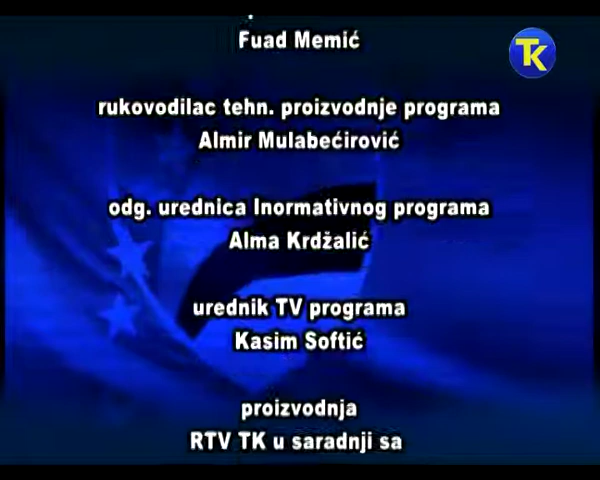 Fuad Memić
TK
rukovodilac tehn. proizvodnje programa
Almir Mulabećirović
odg. urednica Inormativnog programa
Alma Krdžalić
urednik TV programa
Kasim Softić
proizvodnja
RTV TK u saradnji sa